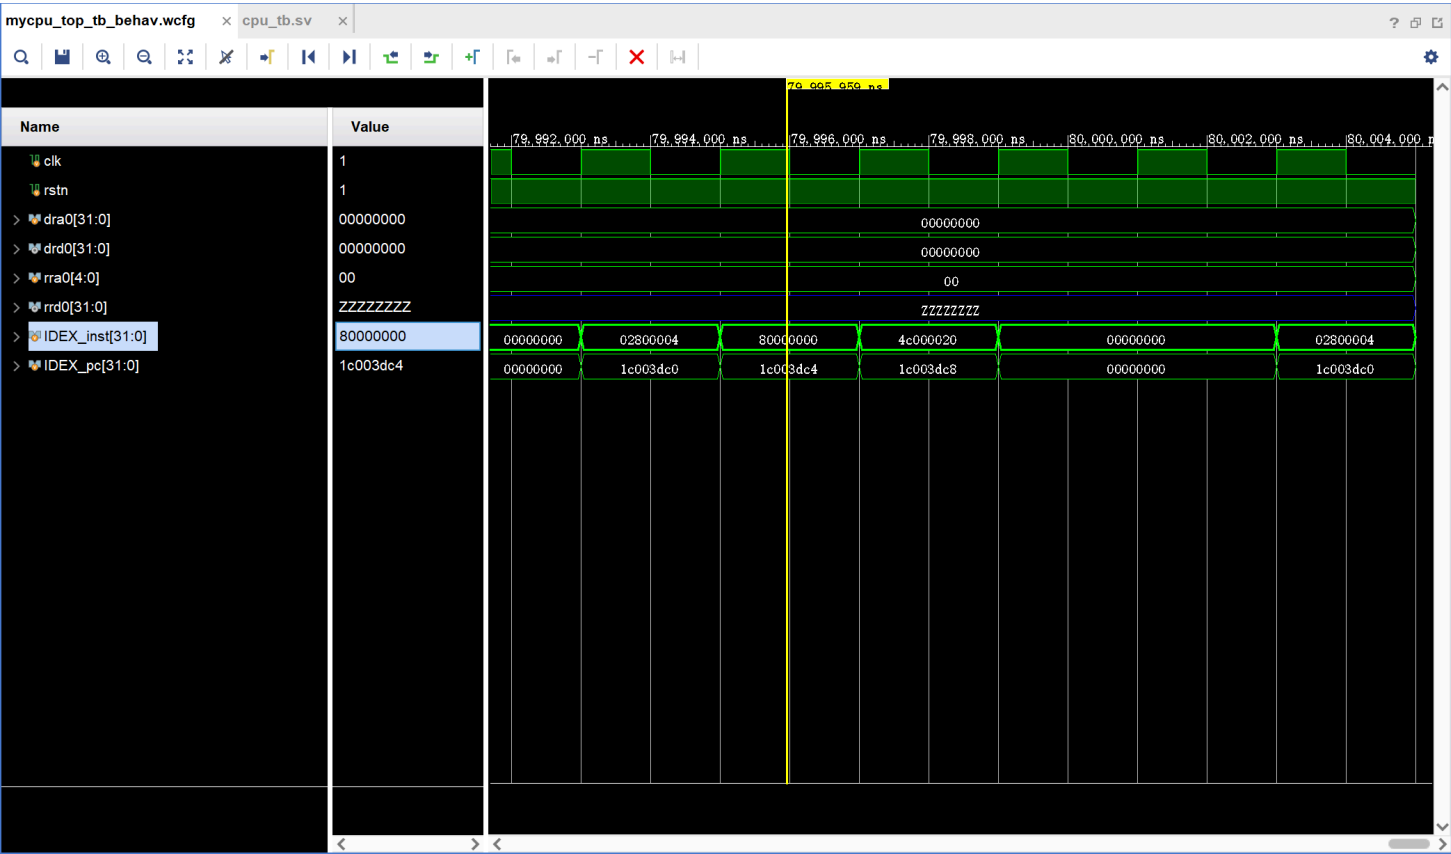 mycpu_top_tb_behav.wcfg × cpu_tb.sv ×
?
79,995.959 ns
Name Value
79,992.000 ns 79,994.000 ns 79,996.000 ns 79,998.000 ns 80,000.000 ns 80,002.000 ns 80,004.000 n
clk 1
rstn 1
dra0[31:0] 00000000 00000000
drd0[31:0] 00000000 00000000
rra0[4:0] 00 00
rrd0[31:0] ZZZZZZZZ ZZZZZZZZ
IDEX_inst[31:0] 80000000 00000000 02800004 80000000 4c000020 00000000 02800004
IDEX_pc[31:0] 1c003dc4 00000000 1c003dc0 1c003dc4 1c003dc8 00000000 1c003dc0